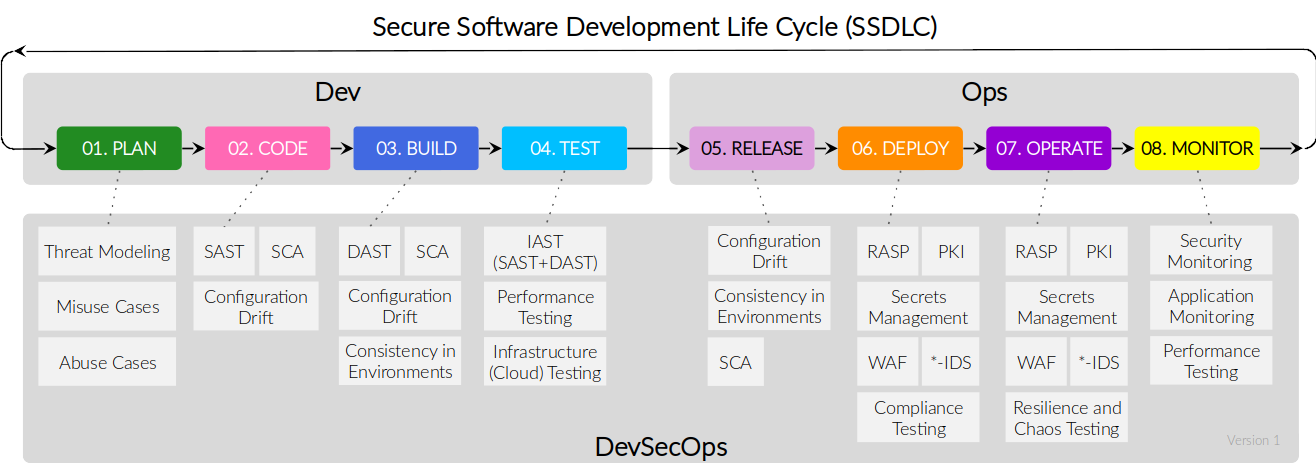 Secure Software Development Life Cycle (SSDLC)
Dev
Ops
01. PLAN
02. CODE
03. BUILD
04. TEST
05. RELEASE
06. DEPLOY
07. OPERATE
08. MONITOR
Threat Modeling
Misuse Cases
Abuse Cases
SAST
SCA
Configuration
Drift
DAST
SCA
Configuration
Drift
Consistency in
Environments
IAST
(SAST+DAST)
Performance
Testing
Infrastructure
(Cloud) Testing
Configuration
Drift
Consistency in
Environments
SCA
RASP
PKI
Secrets
Management
WAF
*-IDS
Compliance
Testing
RASP
PKI
Secrets
Management
WAF
*-IDS
Resilience and
Chaos Testing
Security
Monitoring
Application
Monitoring
Performance
Testing
Version 1
DevSecOps